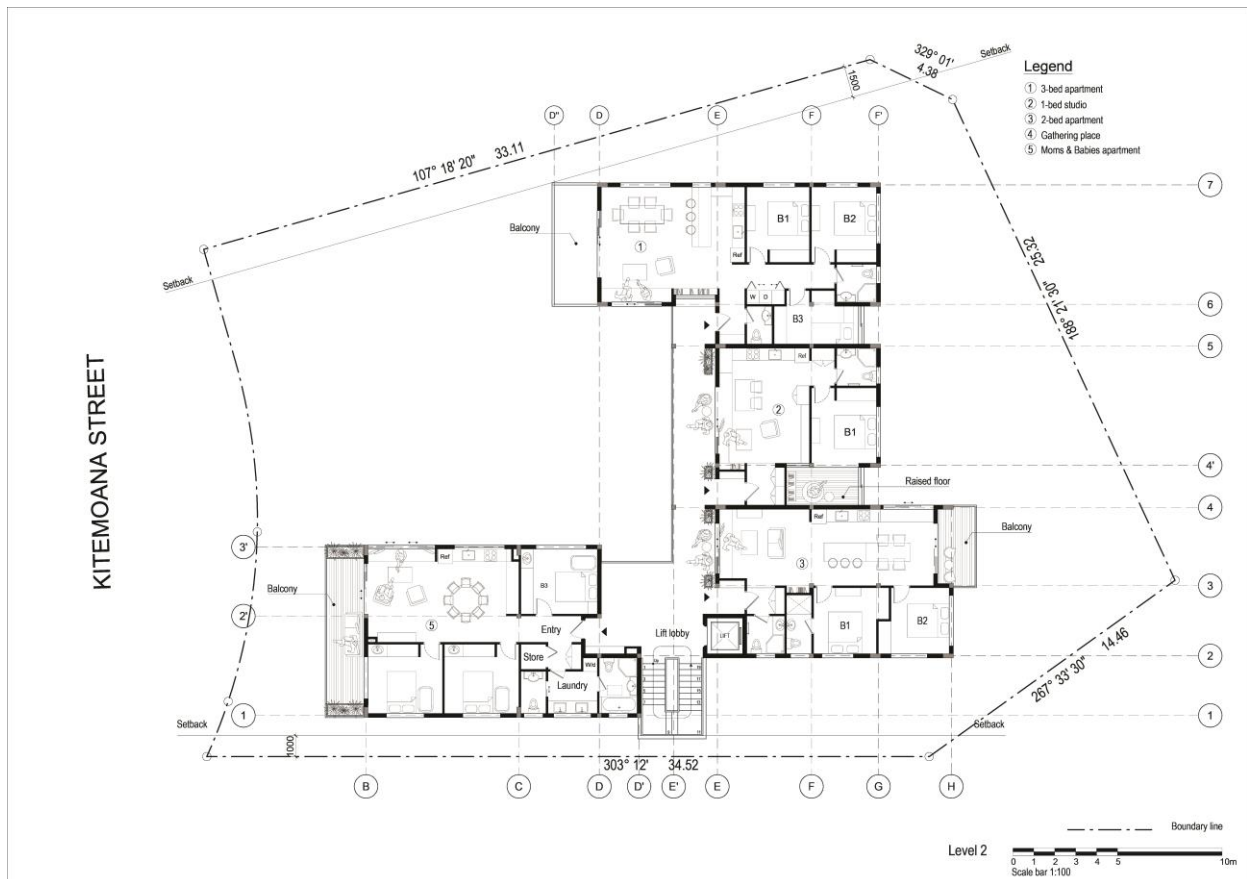 329° 01'
4.38
Setback
1500
Legend
① 3-bed apartment
② 1-bed studio
③ 2-bed apartment
④ Gathering place
⑤ Moms & Babies apartment
107° 18' 20" 33.11
D" D E F F'
7
Balcony
①
B1
B2
Ref
Setback
188° 21' 30" 25.32
W D
6
B3
5
Ref
②
B1
4'
Raised floor
KITEMOANA STREET
4
Ref
Balcony
③
3'
Ref
B3
3
Balcony
2'
⑤
Entry
Lift lobby
LIFT
B1
B2
Store
2
Laundry
267° 33' 30" 14.46
1
1
Setback
Setback
1000
303° 12' 34.52
B C D D' E' E F G H
Boundary line
Level 2
0 1 2 3 4 5 10m
Scale bar 1:100